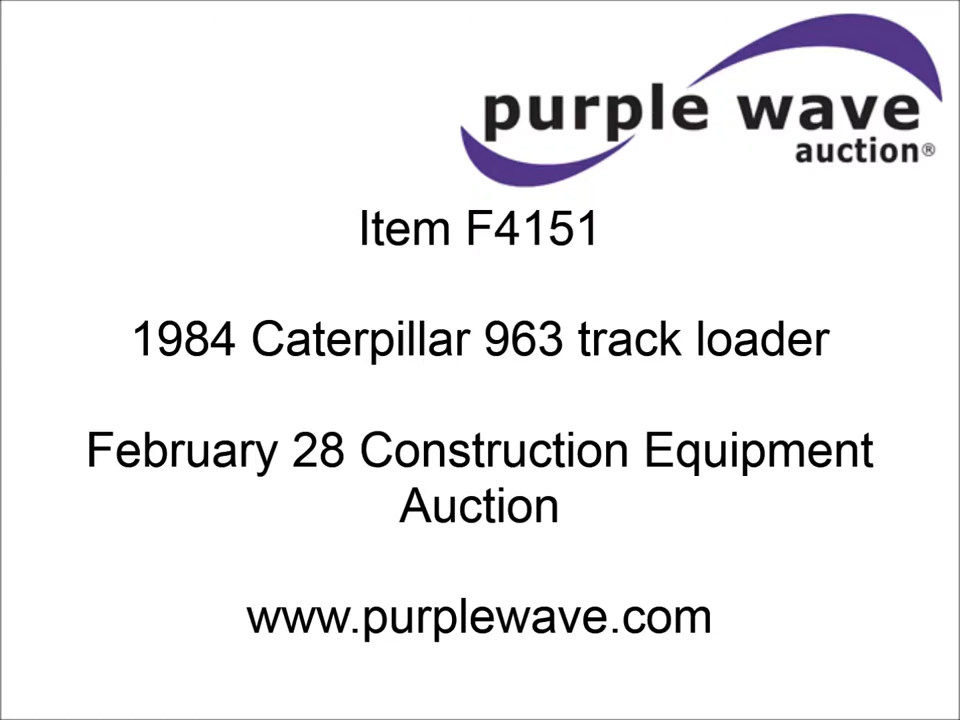 purple wave
auction®
Item F4151
1984 Caterpillar 963 track loader
February 28 Construction Equipment
Auction
www.purplewave.com